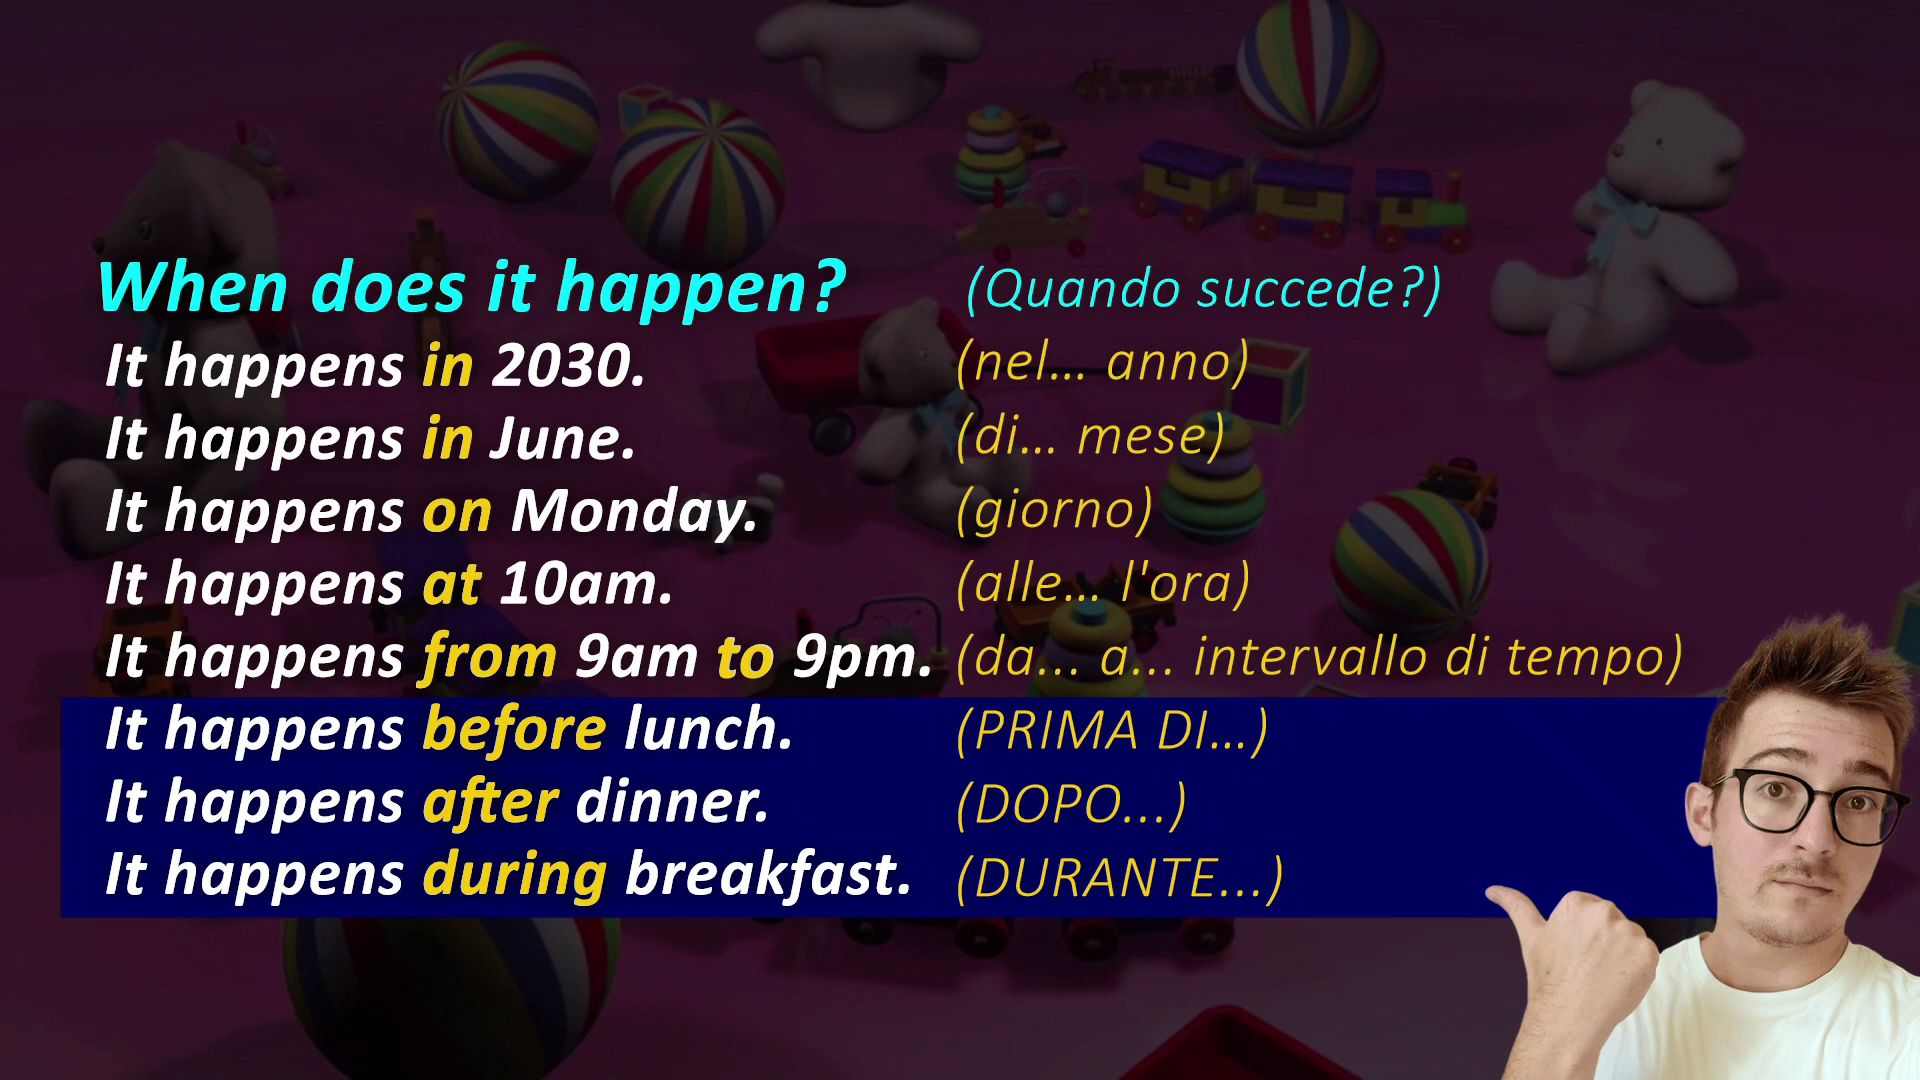 When does it happen? (Quando succede?)
It happens in 2030. (nel... anno)
It happens in June. (di... mese)
It happens on Monday. (giorno)
It happens at 10am. (alle... l'ora)
It happens from 9am to 9pm. (da... a... intervallo di tempo)
It happens before lunch. (PRIMA DI...)
It happens after dinner. (DOPO...)
It happens during breakfast. (DURANTE...)